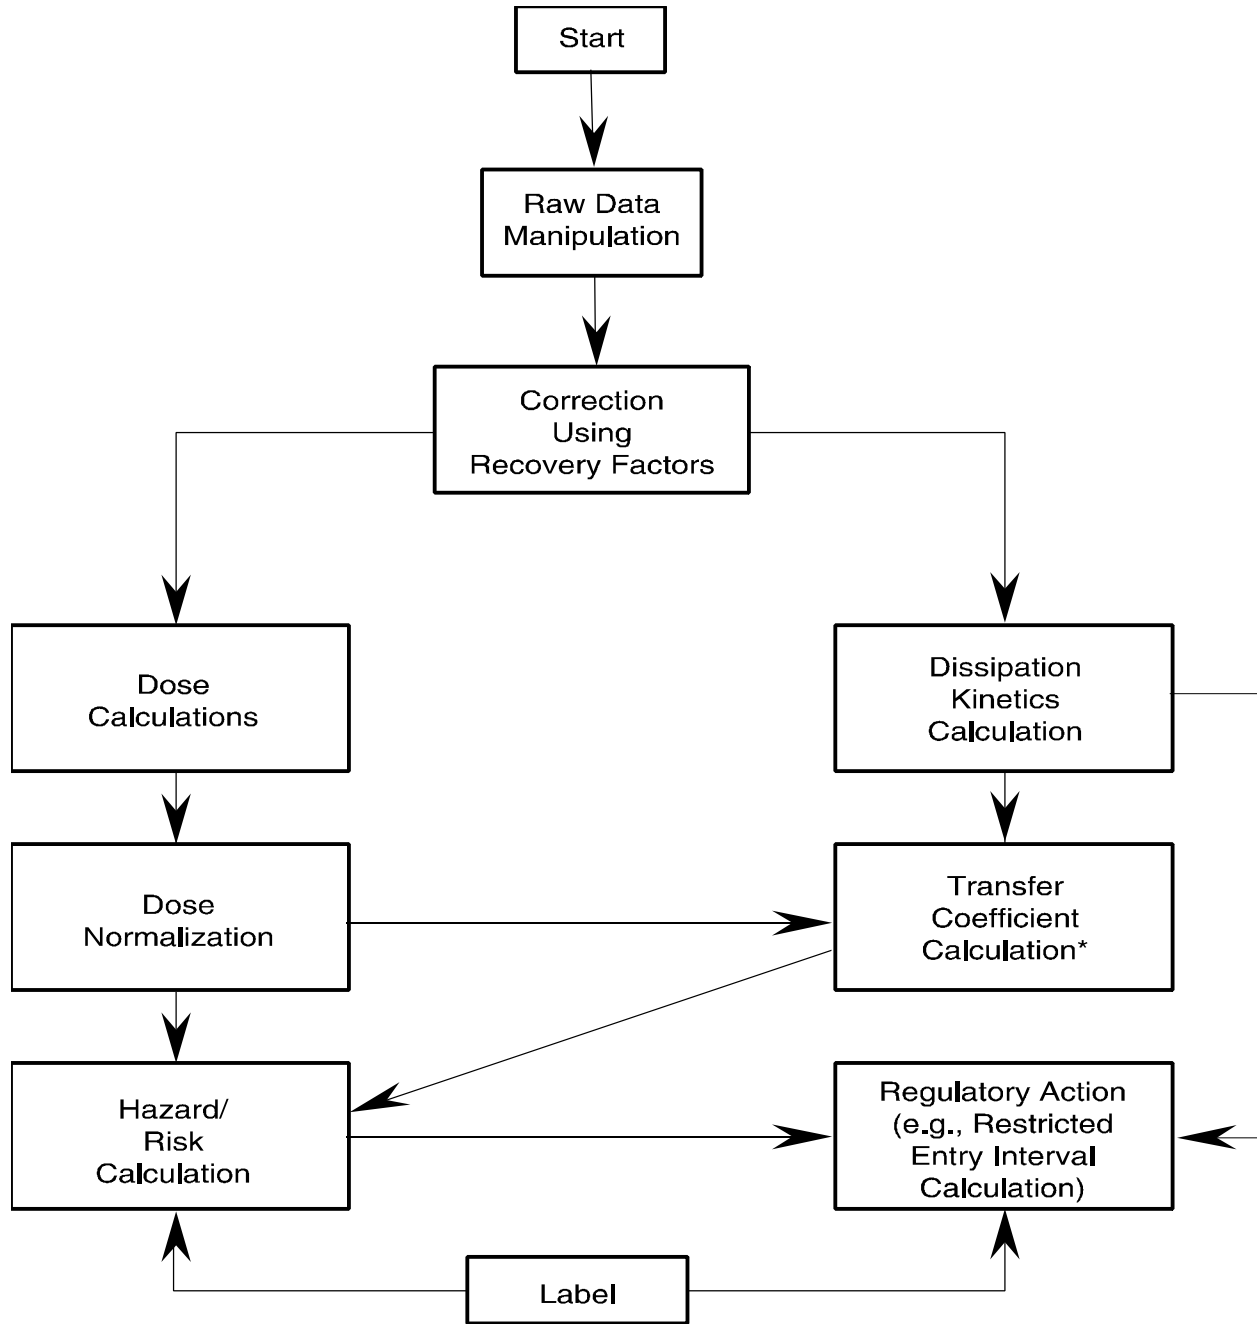 Start
Raw Data
Manipulation
Correction
Using
Recovery Factors
Dose
Calculations
Dissipation
Kinetics
Calculation
Dose
Normalization
Transfer
Coefficient
Calculation*
Hazard/
Risk
Calculation
Regulatory Action
(e.g., Restricted
Entry Interval
Calculation)
Label